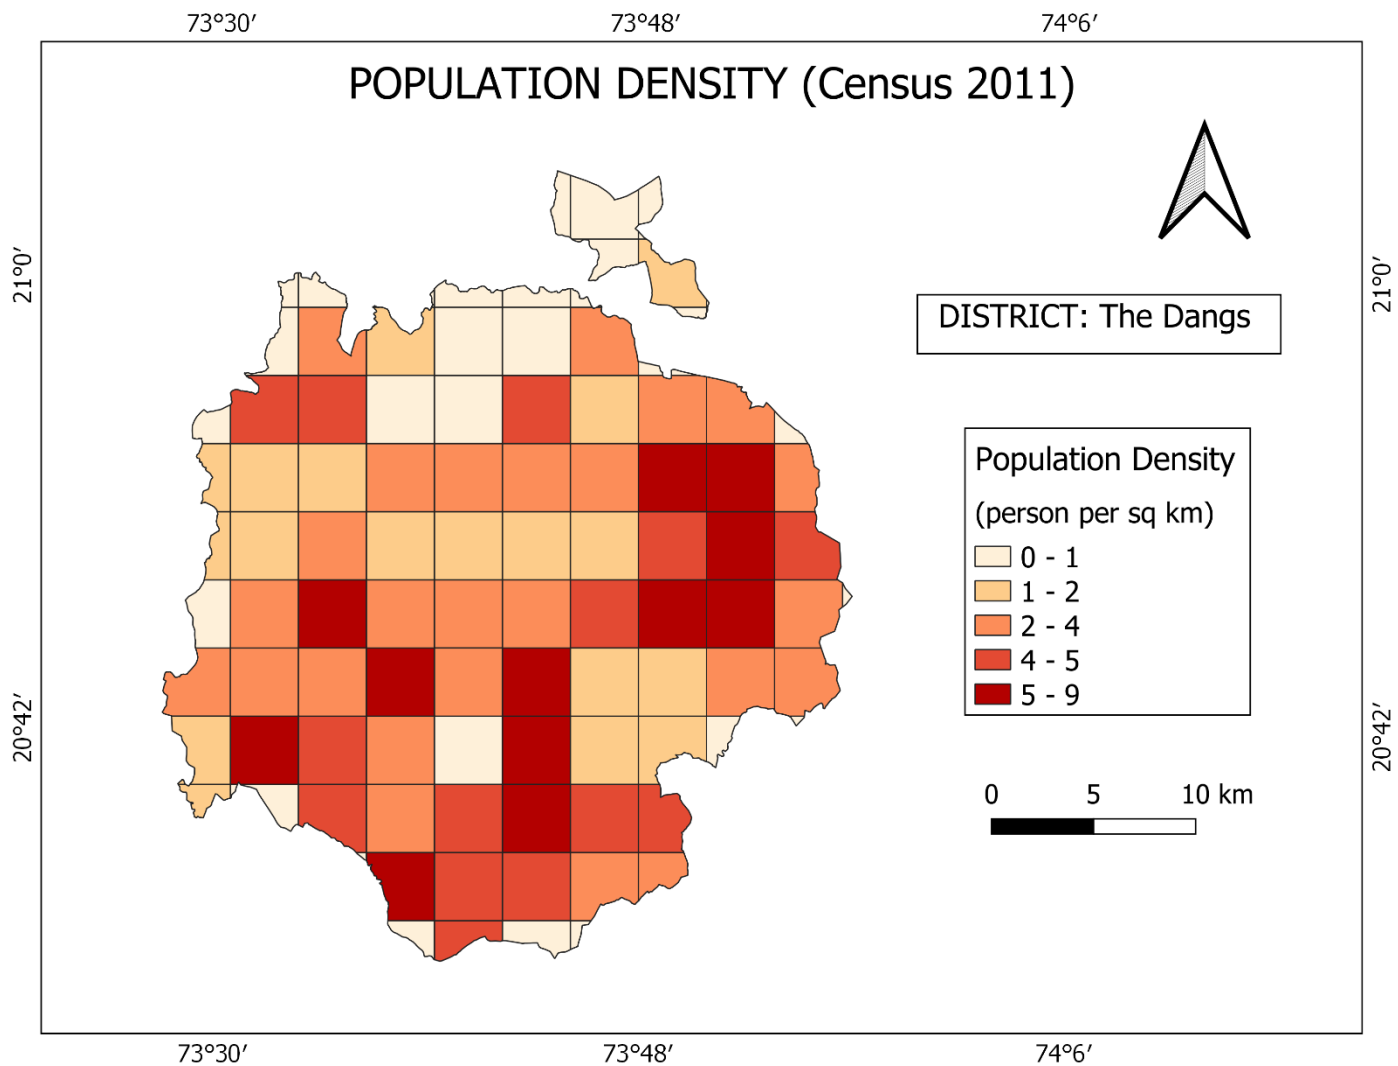 73°30′ 73°48′ 74°6′
POPULATION DENSITY (Census 2011)
21°0′ 21°0′
DISTRICT: The Dangs
Population Density
(person per sq km)
0 - 1
1 - 2
2 - 4
4 - 5
5 - 9
20°42′ 20°42′
0 5 10 km
73°30′ 73°48′ 74°6′